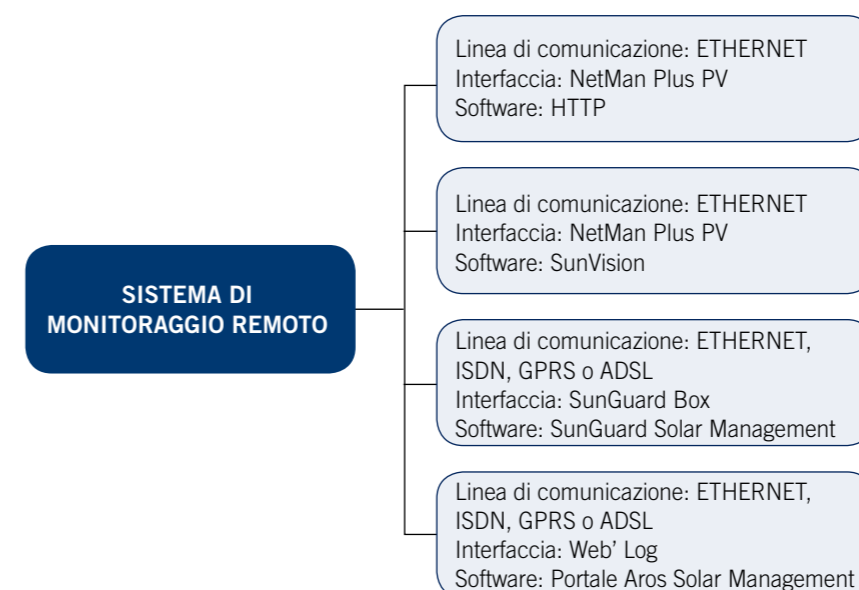 Linea di comunicazione: ETHERNET
Interfaccia: NetMan Plus PV
Software: HTTP
Linea di comunicazione: ETHERNET
Interfaccia: NetMan Plus PV
Software: SunVision
SISTEMA DI
MONITORAGGIO REMOTO
Linea di comunicazione: ETHERNET,
ISDN, GPRS o ADSL
Interfaccia: SunGuard Box
Software: SunGuard Solar Management
Linea di comunicazione: ETHERNET,
ISDN, GPRS o ADSL
Interfaccia: Web’ Log
Software: Portale Aros Solar Management